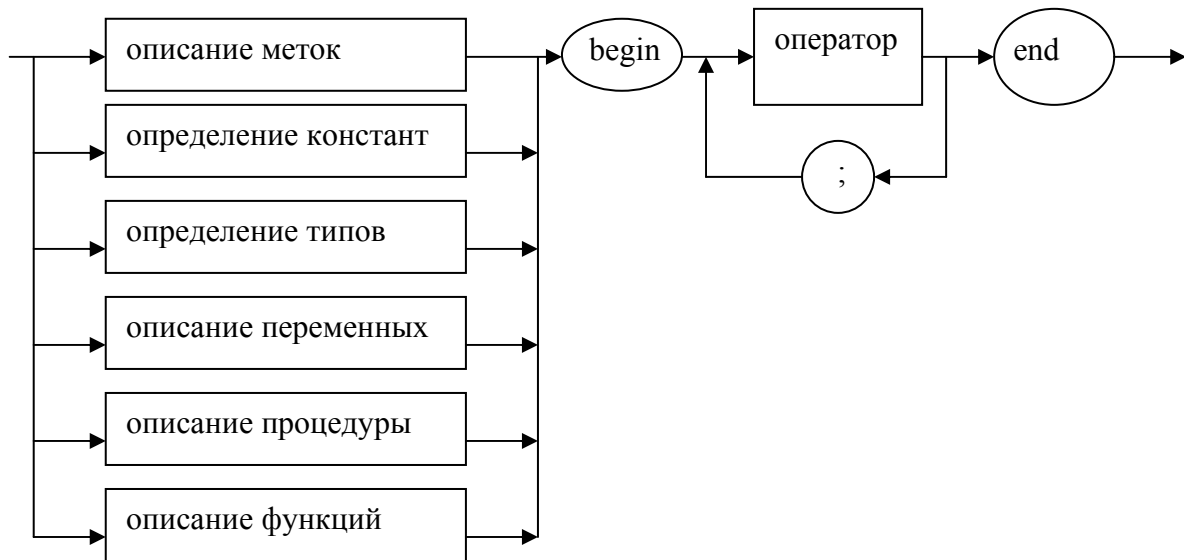 описание меток
begin
оператор
end
определение констант
;
определение типов
описание переменных
описание процедуры
описание функций